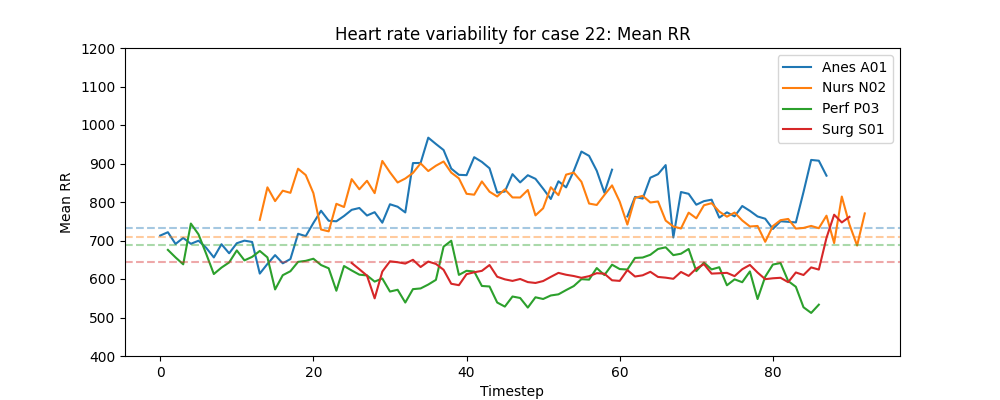 Heart rate variability for case 22: Mean RR
Mean RR
1200
1100
1000
900
800
700
600
500
400
0
20
40
60
80
Timestep
Anes A01
Nurs N02
Perf P03
Surg S01